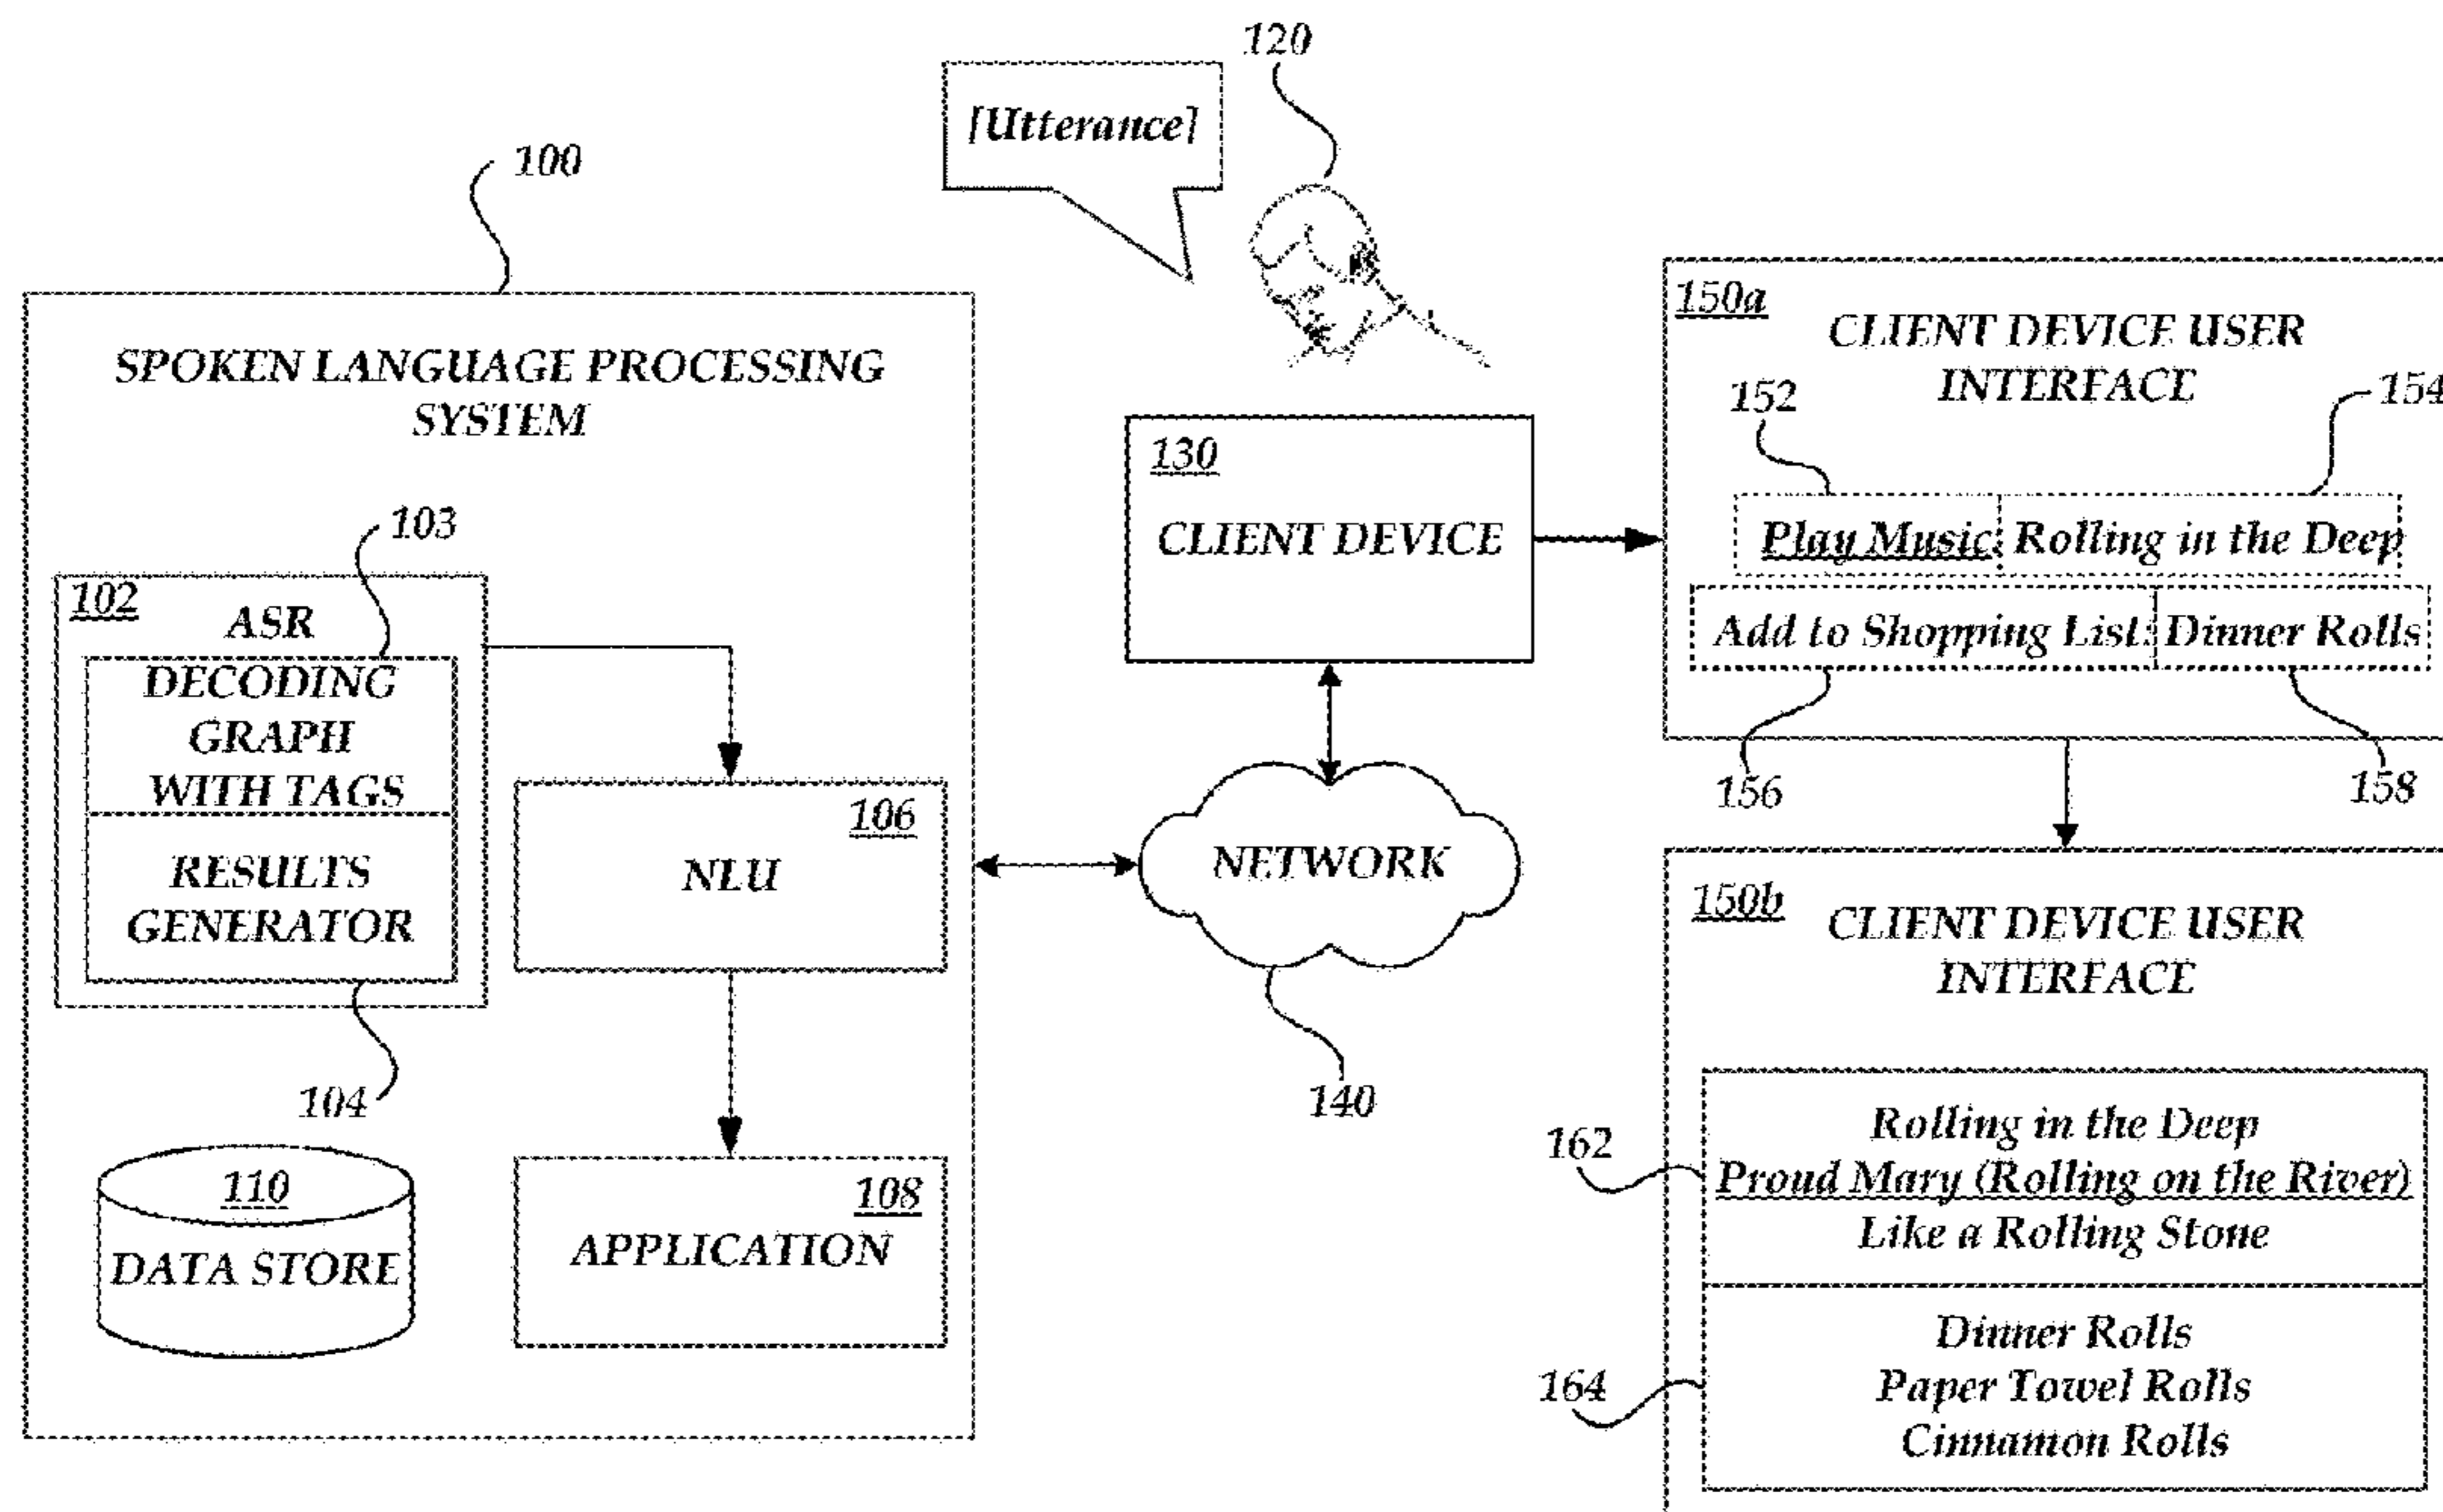 120
[Utterance]
100
SPOKEN LANGUAGE PROCESSING
SYSTEM
103
102
ASR
DECODING
GRAPH
WITH TAGS
RESULTS
GENERATOR
104
106
NLU
108
APPLICATION
110
DATA STORE
130
CLIENT DEVICE
NETWORK
140
150a
CLIENT DEVICE USER
INTERFACE
152
154
Play Music: Rolling in the Deep
Add to Shopping List: Dinner Rolls
156
158
150b
CLIENT DEVICE USER
INTERFACE
162
Rolling in the Deep
Proud Mary (Rolling on the River)
Like a Rolling Stone
164
Dinner Rolls
Paper Towel Rolls
Cinnamon Rolls